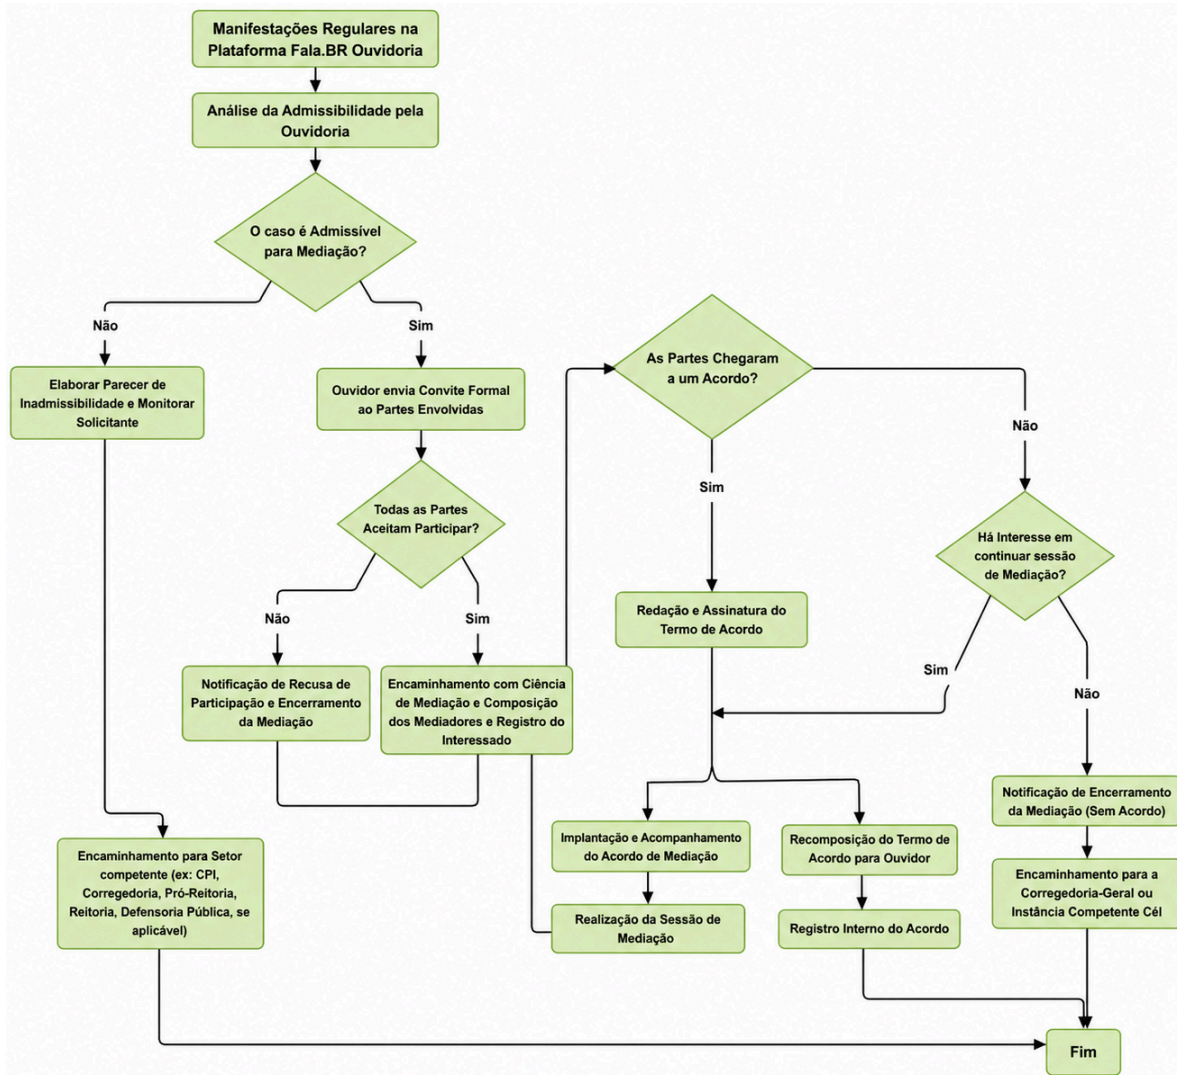 Manifestações Regulares na
Plataforma Fala.BR Ouvidoria
Análise da Admissibilidade pela
Ouvidoria
O caso é Admissível
para Mediação?
Não
Sim
Elaborar Parecer de
Inadmissibilidade e Monitorar
Solicitante
Ouvidor envia Convite Formal
ao Partes Envolvidas
Todas as Partes
Aceitam Participar?
Não
Sim
Notificação de Recusa de
Participação e Encerramento
da Mediação
Encaminhamento com Ciência
de Mediação e Composição
dos Mediadores e Registro do
Interessado
Encaminhamento para Setor
competente (ex: CPI,
Corregedoria, Pró-Reitoria,
Reitoria, Defensoria Pública, se
aplicável)
As Partes Chegaram
a um Acordo?
Sim
Não
Redação e Assinatura do
Termo de Acordo
Há Interesse em
continuar sessão
de Mediação?
Sim
Não
Implantação e Acompanhamento
do Acordo de Mediação
Realização da Sessão de
Mediação
Recomposição do Termo de
Acordo para Ouvidor
Registro Interno do Acordo
Notificação de Encerramento
da Mediação (Sem Acordo)
Encaminhamento para a
Corregedoria-Geral ou
Instância Competente Cél
Fim